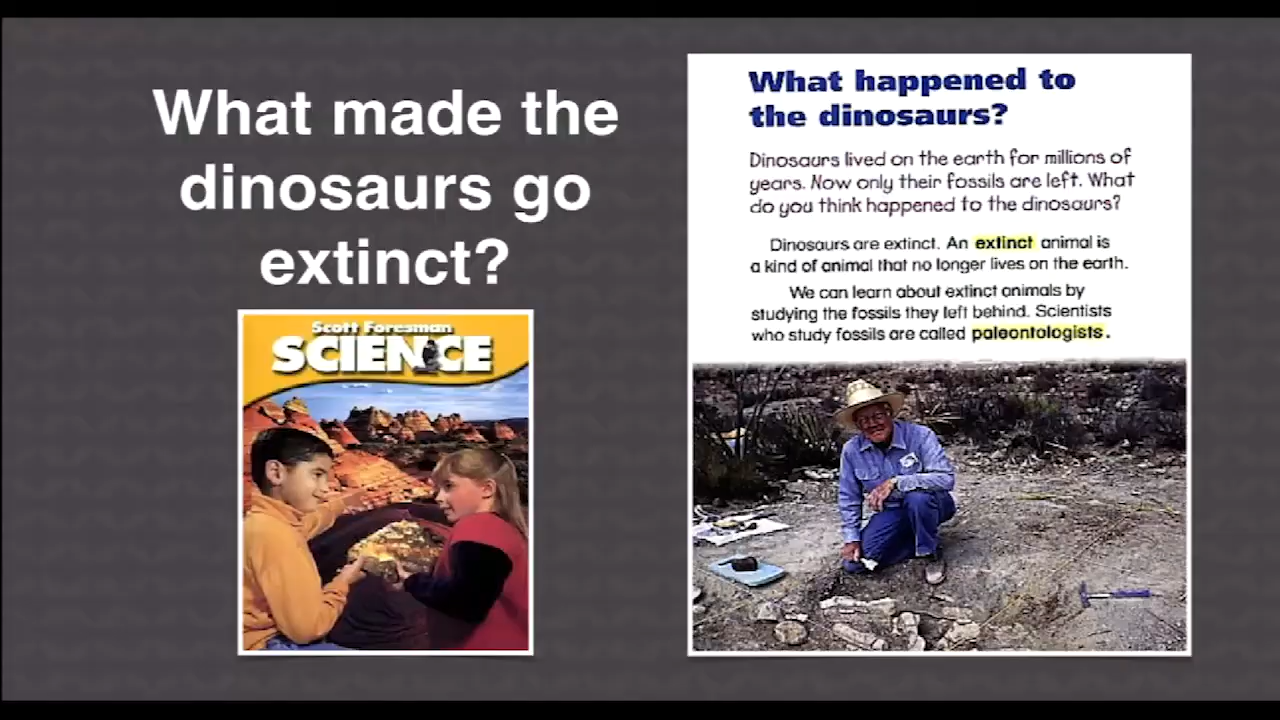 What made the
dinosaurs go
extinct?
Scott Foresman
SCIENCE
What happened to
the dinosaurs?
Dinosaurs lived on the earth for millions of
years. Now only their fossils are left. What
do you think happened to the dinosaurs?
Dinosaurs are extinct. An extinct animal is
a kind of animal that no longer lives on the earth.
We can learn about extinct animals by
studying the fossils they left behind. Scientists
who study fossils are called paleontologists.